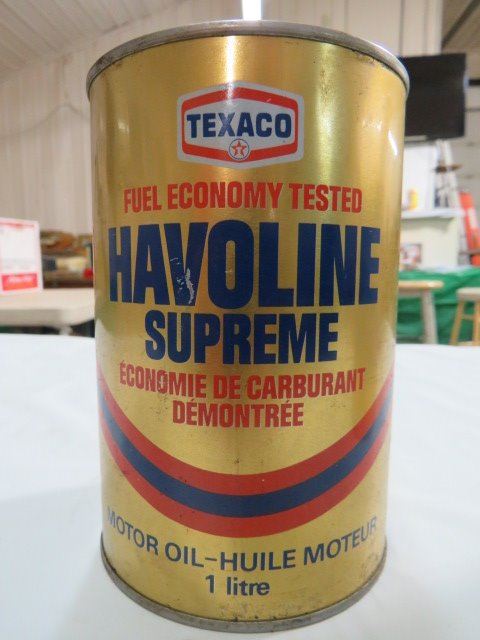 TEXACO
T
FUEL ECONOMY TESTED
HAVOLINE
SUPREME
ÉCONOMIE DE CARBURANT
DÉMONTRÉE
MOTOR OIL-HUILE MOTEUR
1 litre